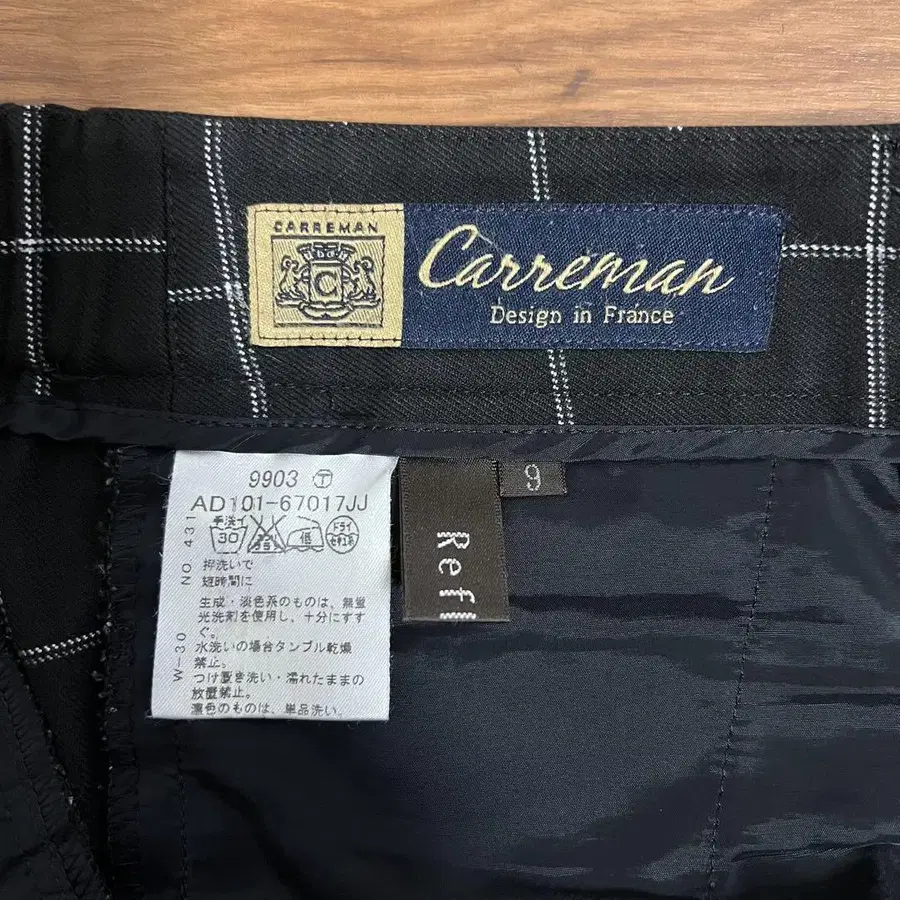 CARREMAN
C
Carreman
Design in France
9903 Ⓣ
AD101-67017JJ
手洗イ
30
低
ドライ
NO 431
W-30
押洗いで
短時間に
生成・淡色系のものは、無蛍
光洗剤を使用し、十分にすす
ぐ。
水洗いの場合タンブル乾燥
禁止。
つけ置き洗い・濡れたままの
放置禁止。
濃色のものは、単品洗い。
Refl
9